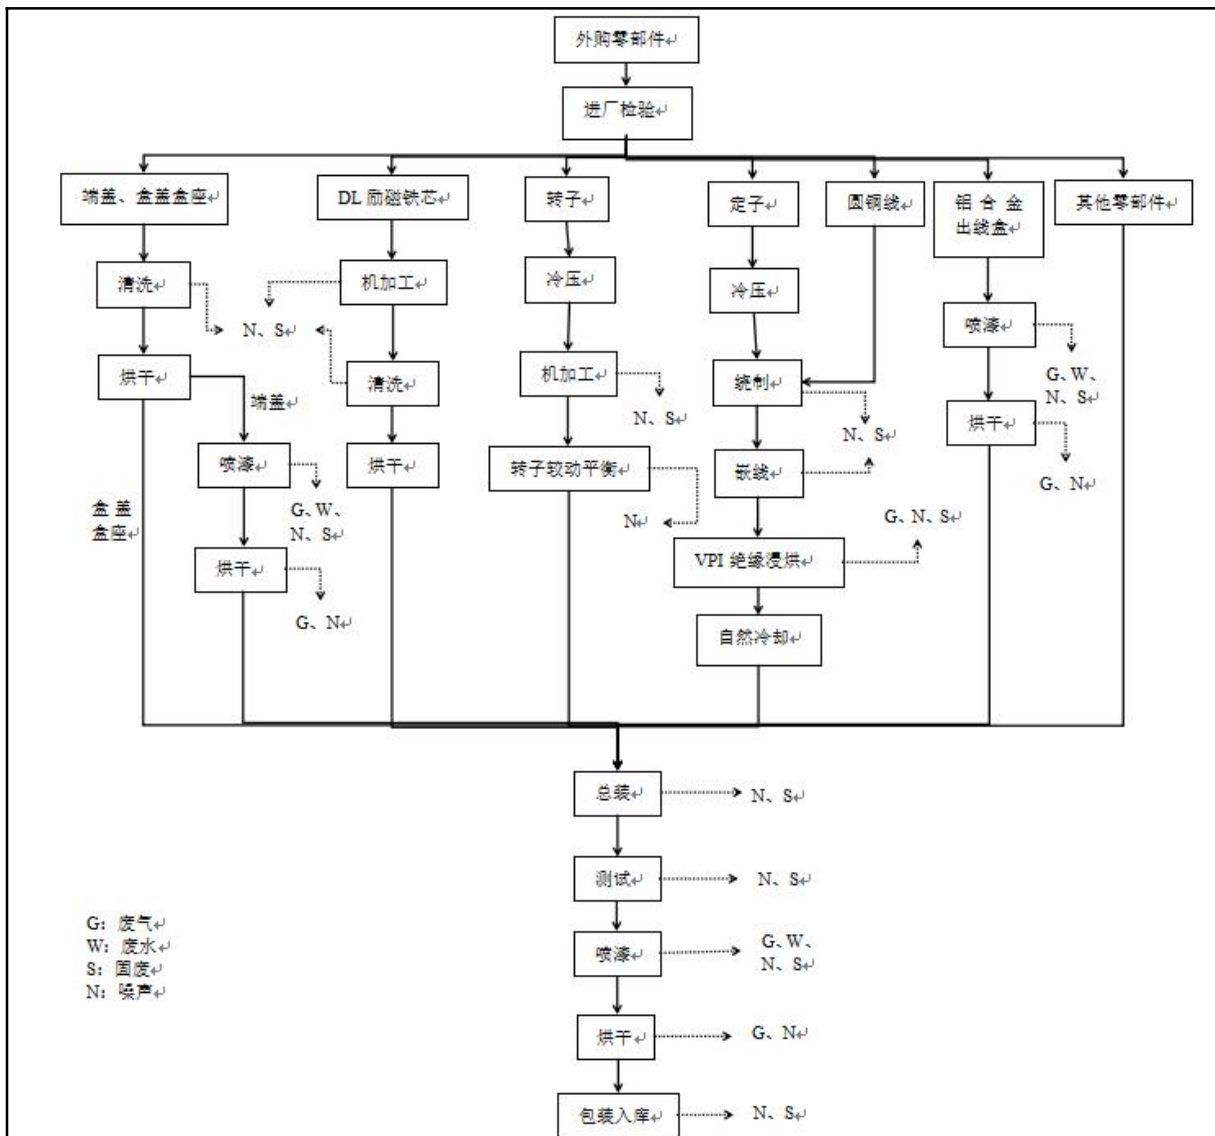 外购零部件↵
进厂检验↵
端盖、盒盖盒座↵
DL 励磁铁芯↵
转子↵
定子↵
圆钢线↵
铝 合 金
出线盒↵
其他零部件↵
清洗↵
机加工↵
冷压↵
冷压↵
喷漆↵
N、S↵
烘干↵
端盖↵
清洗↵
机加工↵
N、S↵
绕制↵
N、S↵
G、W、
N、S↵
烘干↵
G、N↵
喷漆↵
G、W、
N、S↵
烘干↵
转子较动平衡↵
N↵
嵌线↵
G、N、S↵
盒 盖
盒座↵
烘干↵
G、N↵
VPI 绝缘浸烘↵
自然冷却↵
总装↵
N、S↵
测试↵
N、S↵
喷漆↵
G、W、
N、S↵
烘干↵
G、N↵
包装入库↵
N、S↵
G：废气↵
W：废水↵
S：固废↵
N：噪声↵